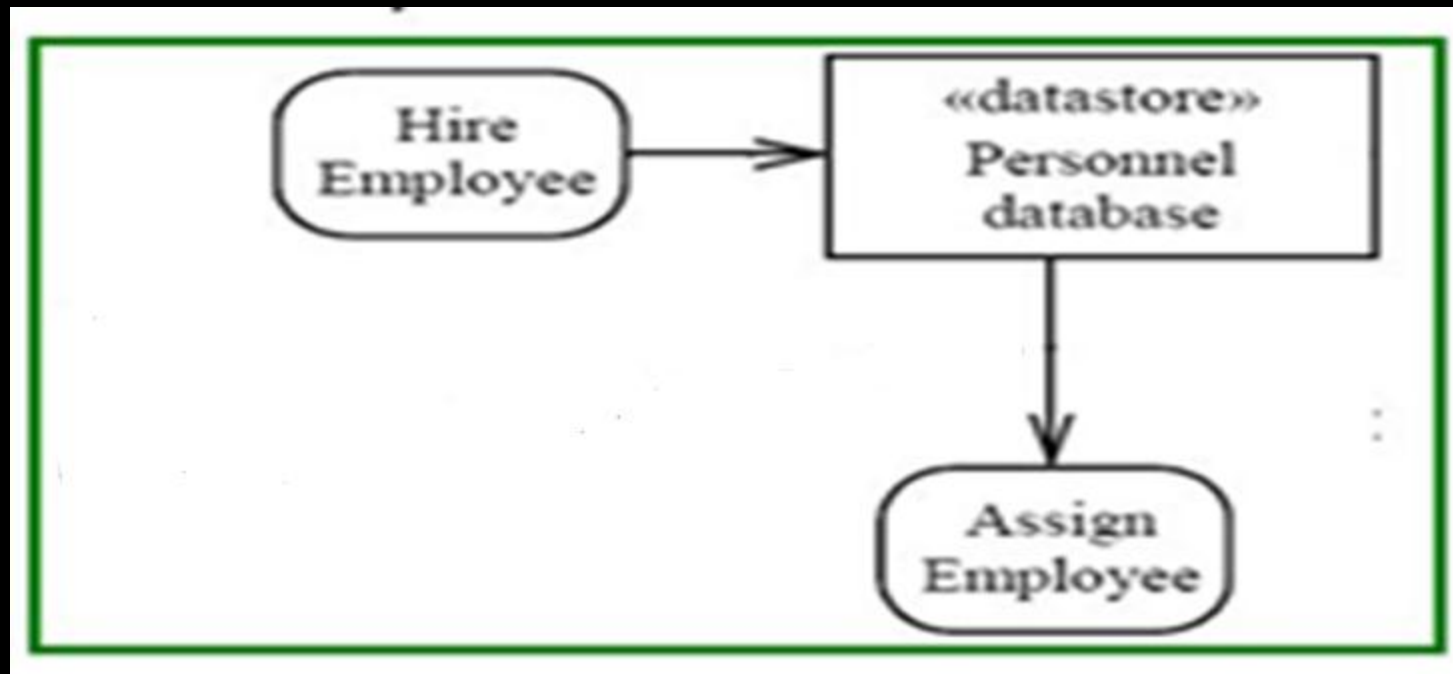 Hire
Employee
«datastore»
Personnel
database
Assign
Employee